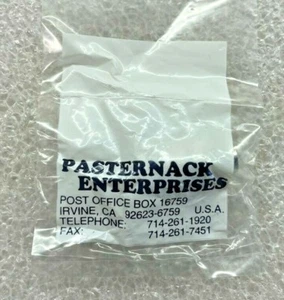 PASTERNACK
ENTERPRISES
POST OFFICE BOX 16759
IRVINE, CA 92623-6759 U.S.A.
TELEPHONE: 714-261-1920
FAX: 714-261-7451